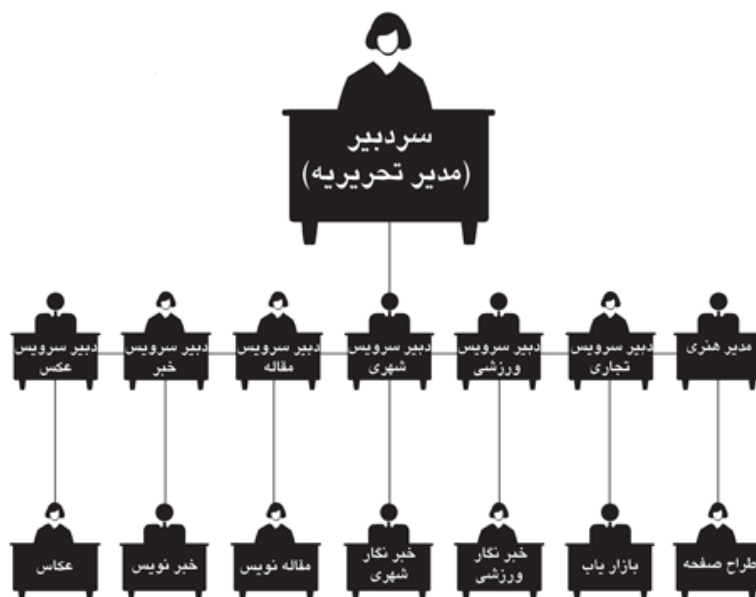 سردبیر
(مدیر تحریریه)
مدیر هنری
دبیر سرویس
تجاری
دبیر سرویس
ورزشی
دبیر سرویس
شهری
دبیر سرویس
مقاله
دبیر سرویس
خبر
دبیر سرویس
عکس
طراح صفحه
بازار یاب
خبر نگار
ورزشی
خبر نگار
شهری
مقاله نویس
خبر نویس
عکاس